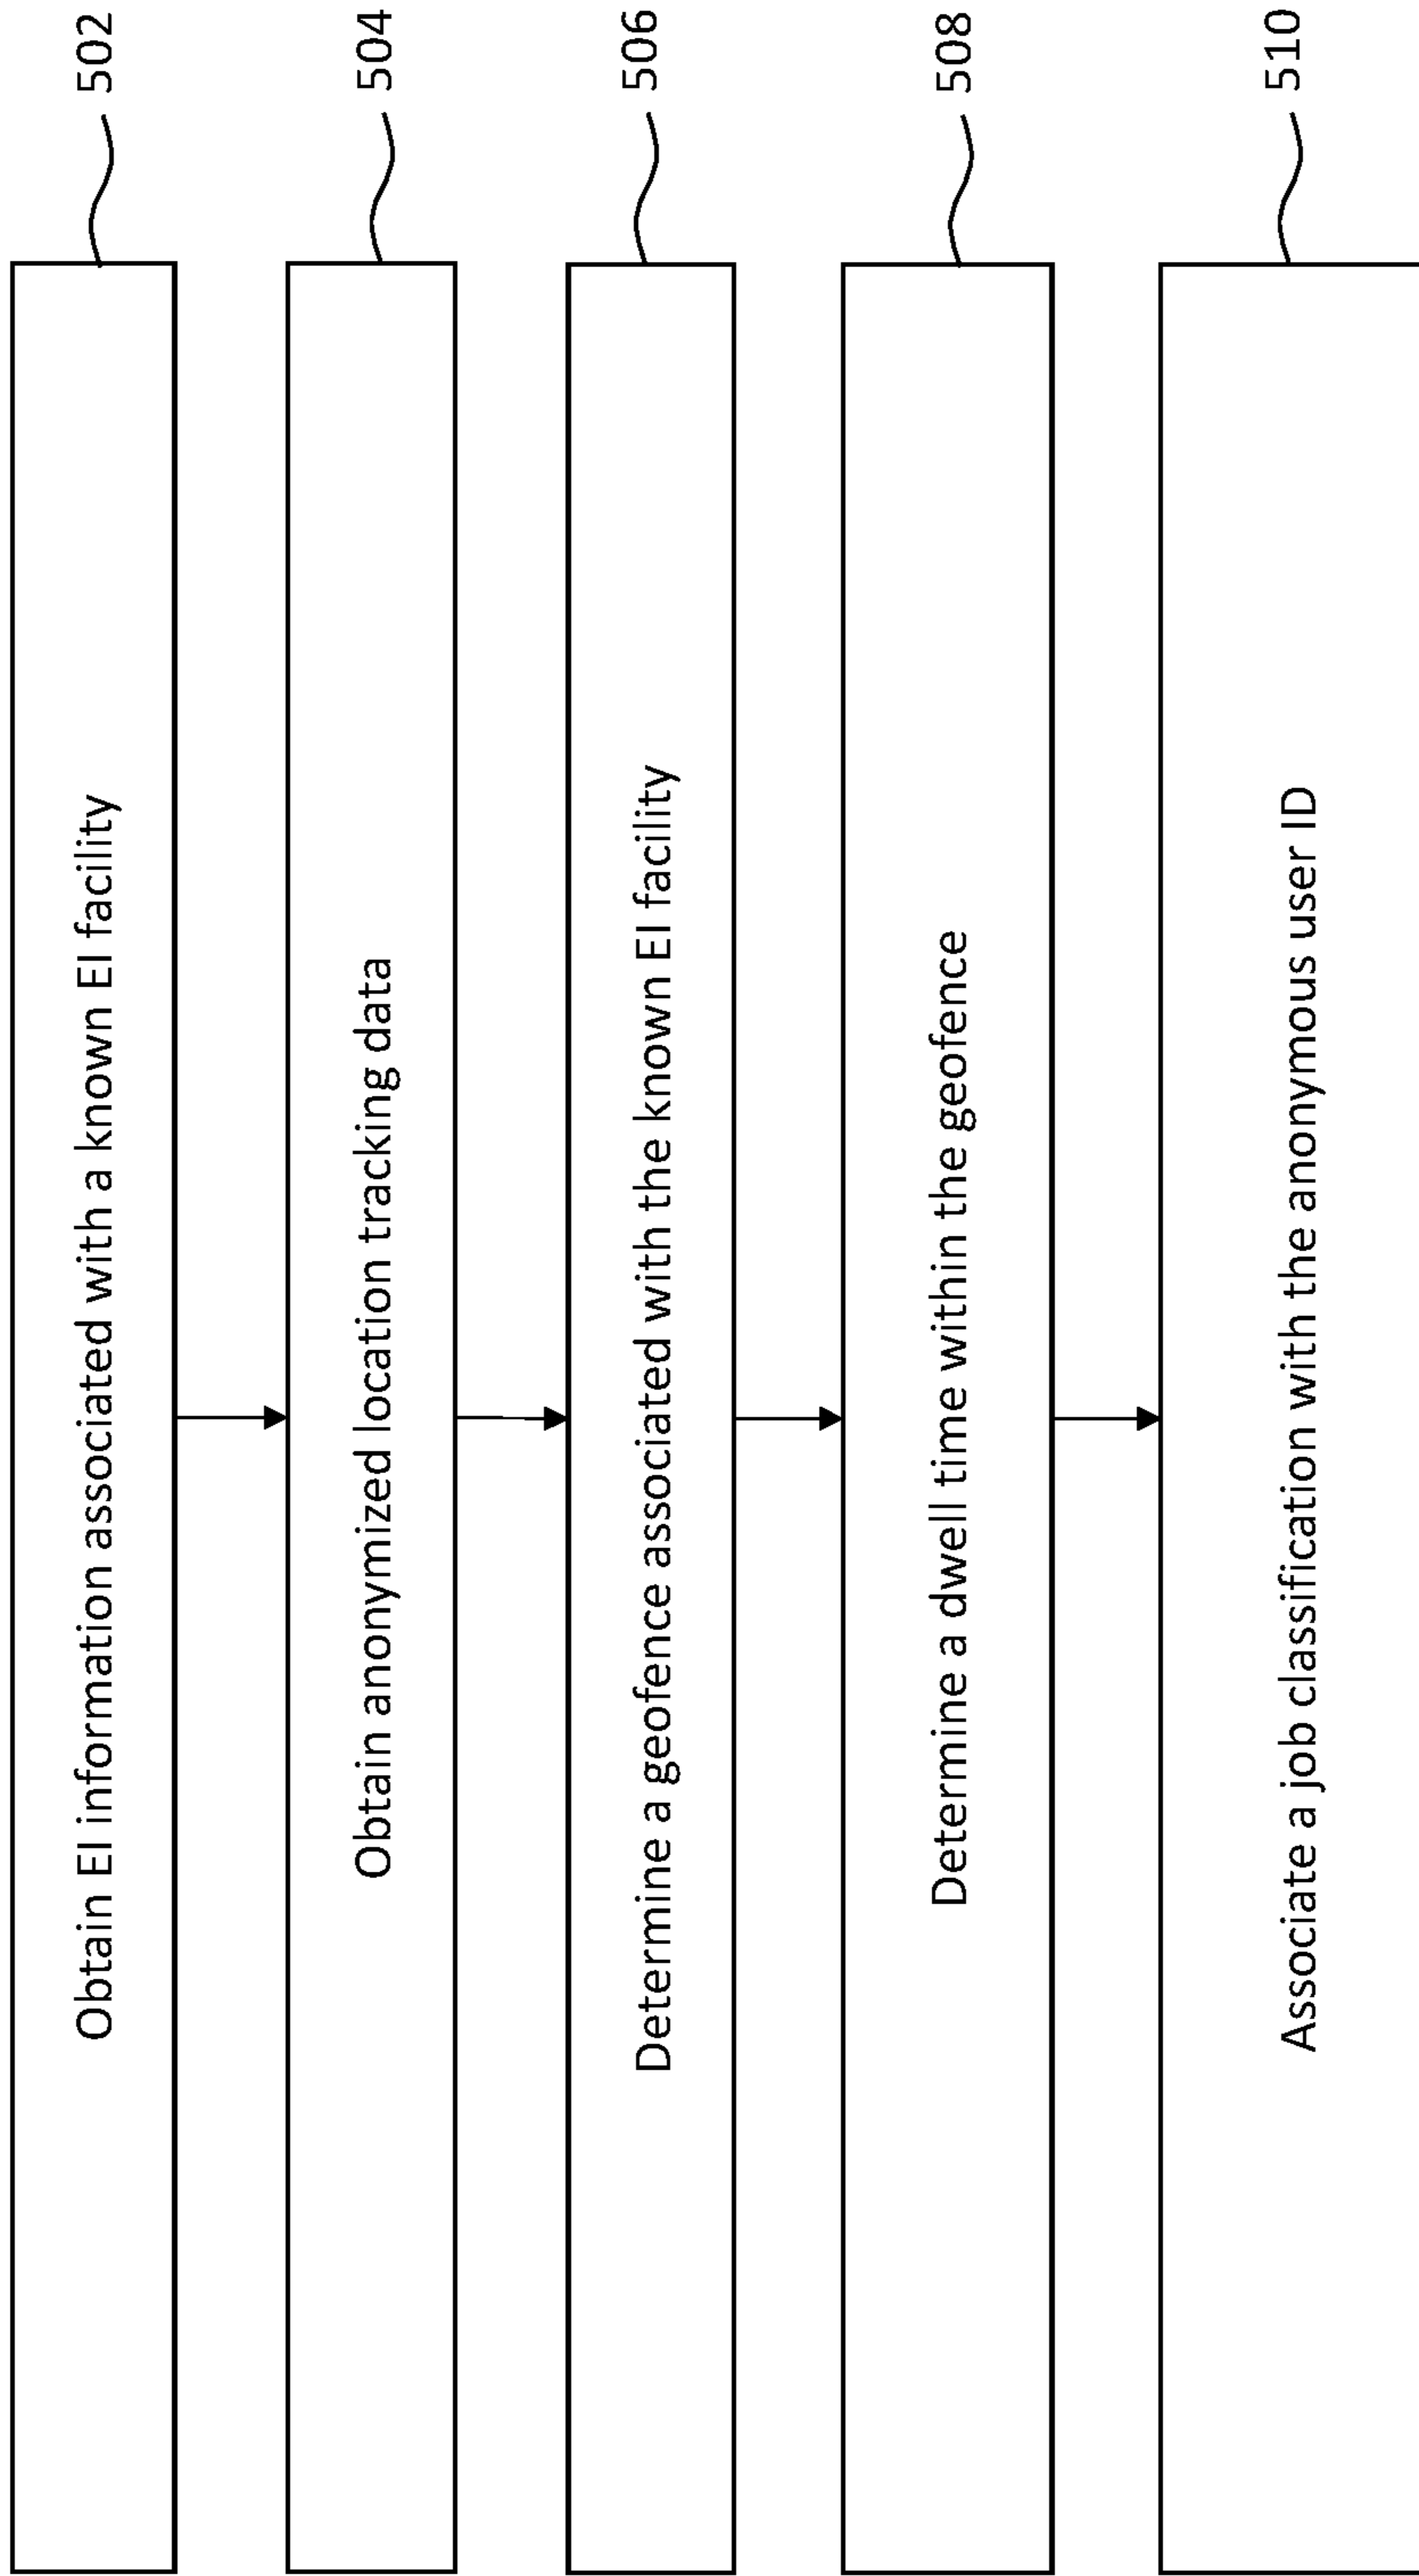 Obtain EI information associated with a known EI facility
502
Obtain anonymized location tracking data
504
Determine a geofence associated with the known EI facility
506
Determine a dwell time within the geofence
508
Associate a job classification with the anonymous user ID
510